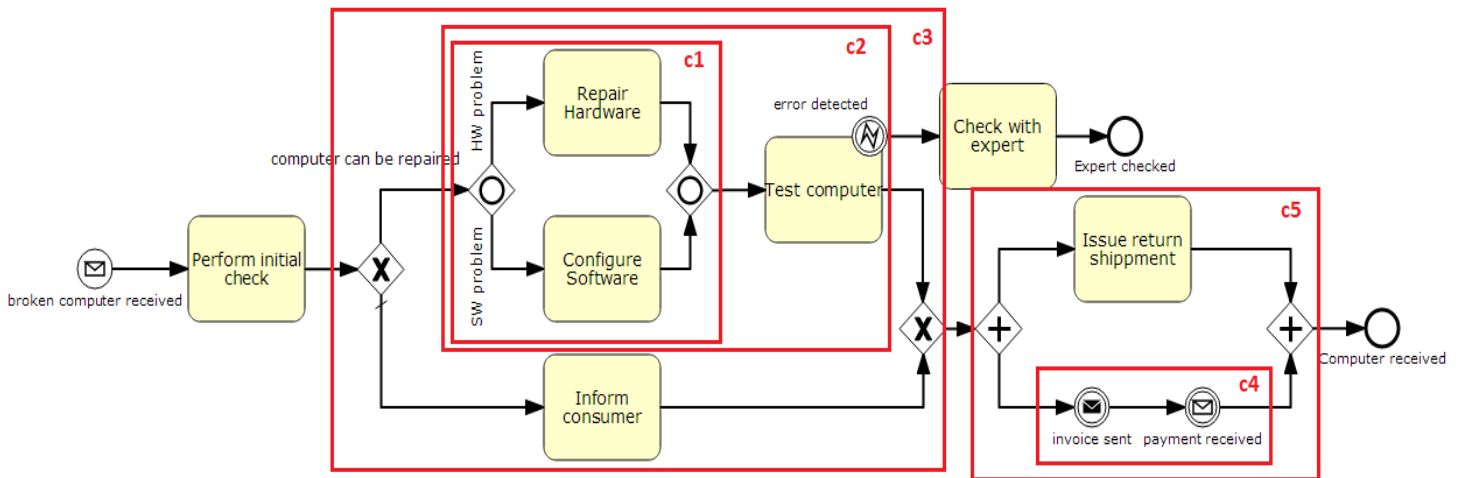 c3
c2
c1
HW problem
Repair
Hardware
error detected
Check with
expert
Expert checked
computer can be repaired
Test computer
c5
Issue return
shippment
Perform initial
check
broken computer received
X
Configure
Software
SW problem
X
Computer received
Inform
consumer
c4
invoice sent
payment received